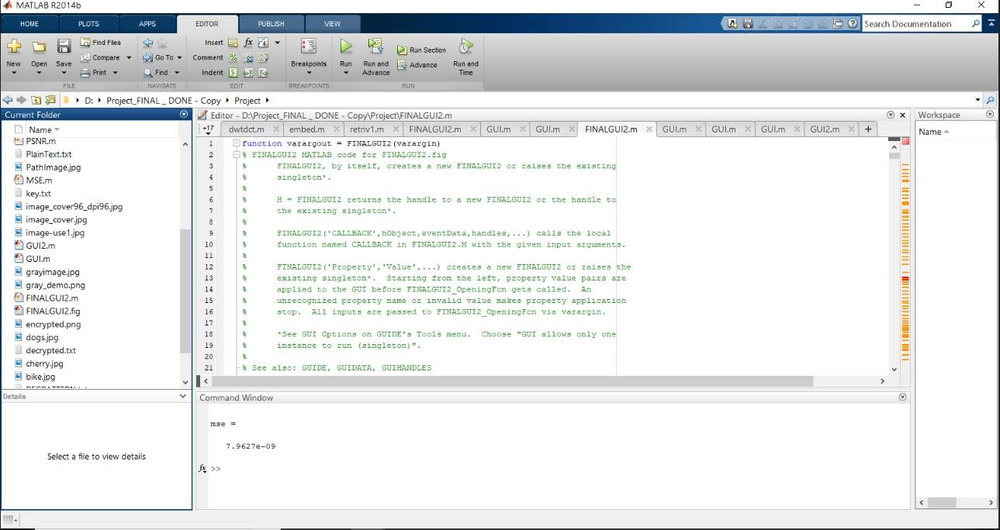 MATLAB R2014b
HOME PLOTS APPS EDITOR PUBLISH VIEW
Search Documentation
New Open Save Find Files Compare Print
Go To Find
Insert Comment Indent
Breakpoints
Run Run and Advance Run Section Advance Run and Time
FILE NAVIGATE EDIT BREAKPOINTS RUN
D: Project_FINAL _ DONE - Copy Project
Current Folder
Name
PSNR.m
PlainText.txt
PathImage.jpg
MSE.m
key.txt
image_cover96_dpi96.jpg
image_cover.jpg
image-use1.jpg
GUI2.m
GUI.m
grayimage.jpg
gray_demo.png
FINALGUI2.m
FINALGUI2.fig
encrypted.png
dogs.jpg
decrypted.txt
cherry.jpg
bike.jpg
Details
Select a file to view details
Editor - D:\Project_FINAL _ DONE - Copy\Project\FINALGUI2.m
+17 dwtdct.m embed.m retriv1.m FINALGUI2.m GUI.m GUI.m FINALGUI2.m GUI.m GUI.m GUI.m GUI2.m +
1 function varargout = FINALGUI2(varargin)
2 % FINALGUI2 MATLAB code for FINALGUI2.fig
3 % FINALGUI2, by itself, creates a new FINALGUI2 or raises the existing
4 % singleton*.
5 %
6 % H = FINALGUI2 returns the handle to a new FINALGUI2 or the handle to
7 % the existing singleton*.
8 %
9 % FINALGUI2('CALLBACK',hObject,eventData,handles,...) calls the local
10 % function named CALLBACK in FINALGUI2.M with the given input arguments.
11 %
12 % FINALGUI2('Property','Value',...) creates a new FINALGUI2 or raises the
13 % existing singleton*. Starting from the left, property value pairs are
14 % applied to the GUI before FINALGUI2_OpeningFcn gets called. An
15 % unrecognized property name or invalid value makes property application
16 % stop. All inputs are passed to FINALGUI2_OpeningFcn via varargin.
17 %
18 % *See GUI Options on GUIDE's Tools menu. Choose "GUI allows only one
19 % instance to run (singleton)".
20 %
21 % See also: GUIDE, GUIDATA, GUIHANDLES
Command Window
mse =
7.9627e-09
fx >>
Workspace
Name